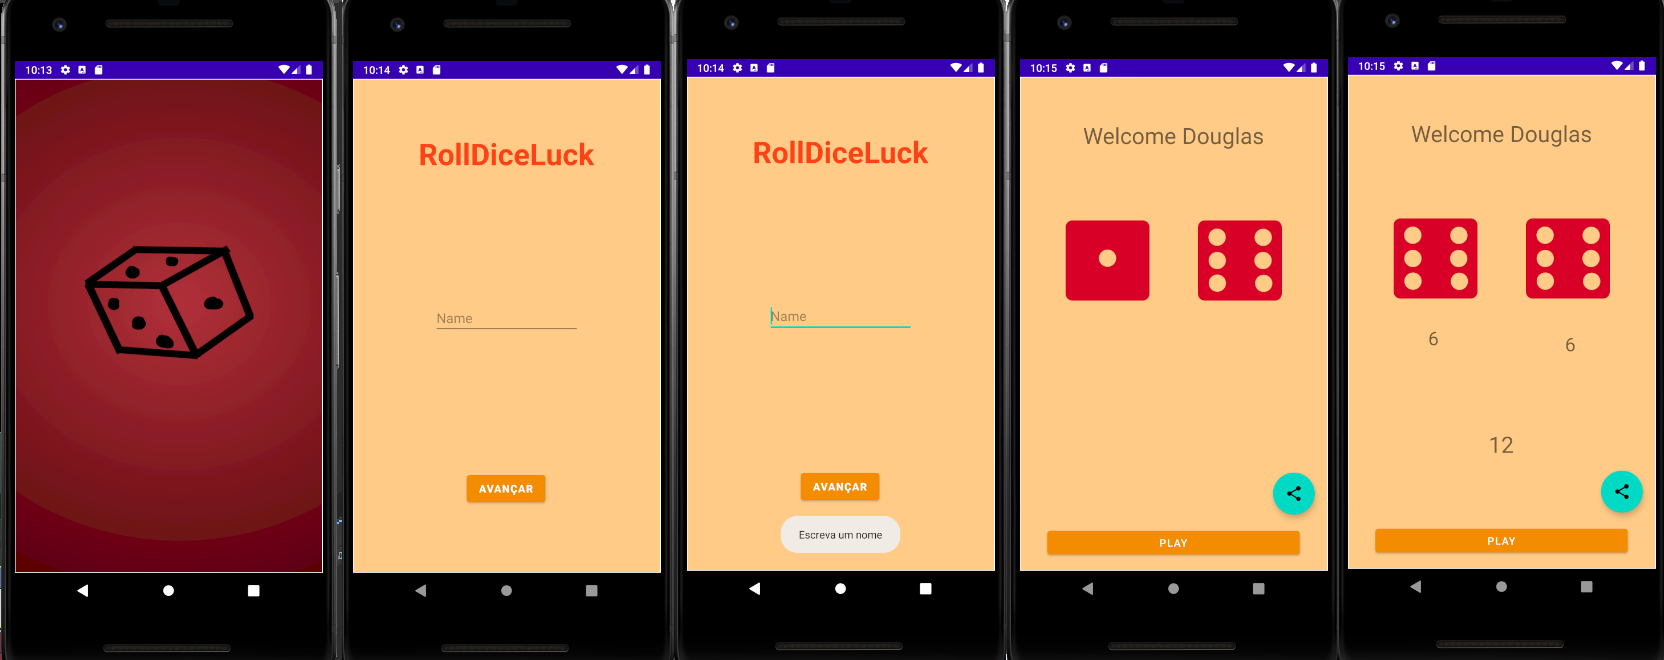 10:13
10:14
RollDiceLuck
Name
AVANÇAR
10:14
RollDiceLuck
Name
AVANÇAR
Escreva um nome
10:15
Welcome Douglas
PLAY
10:15
Welcome Douglas
6
6
12
PLAY